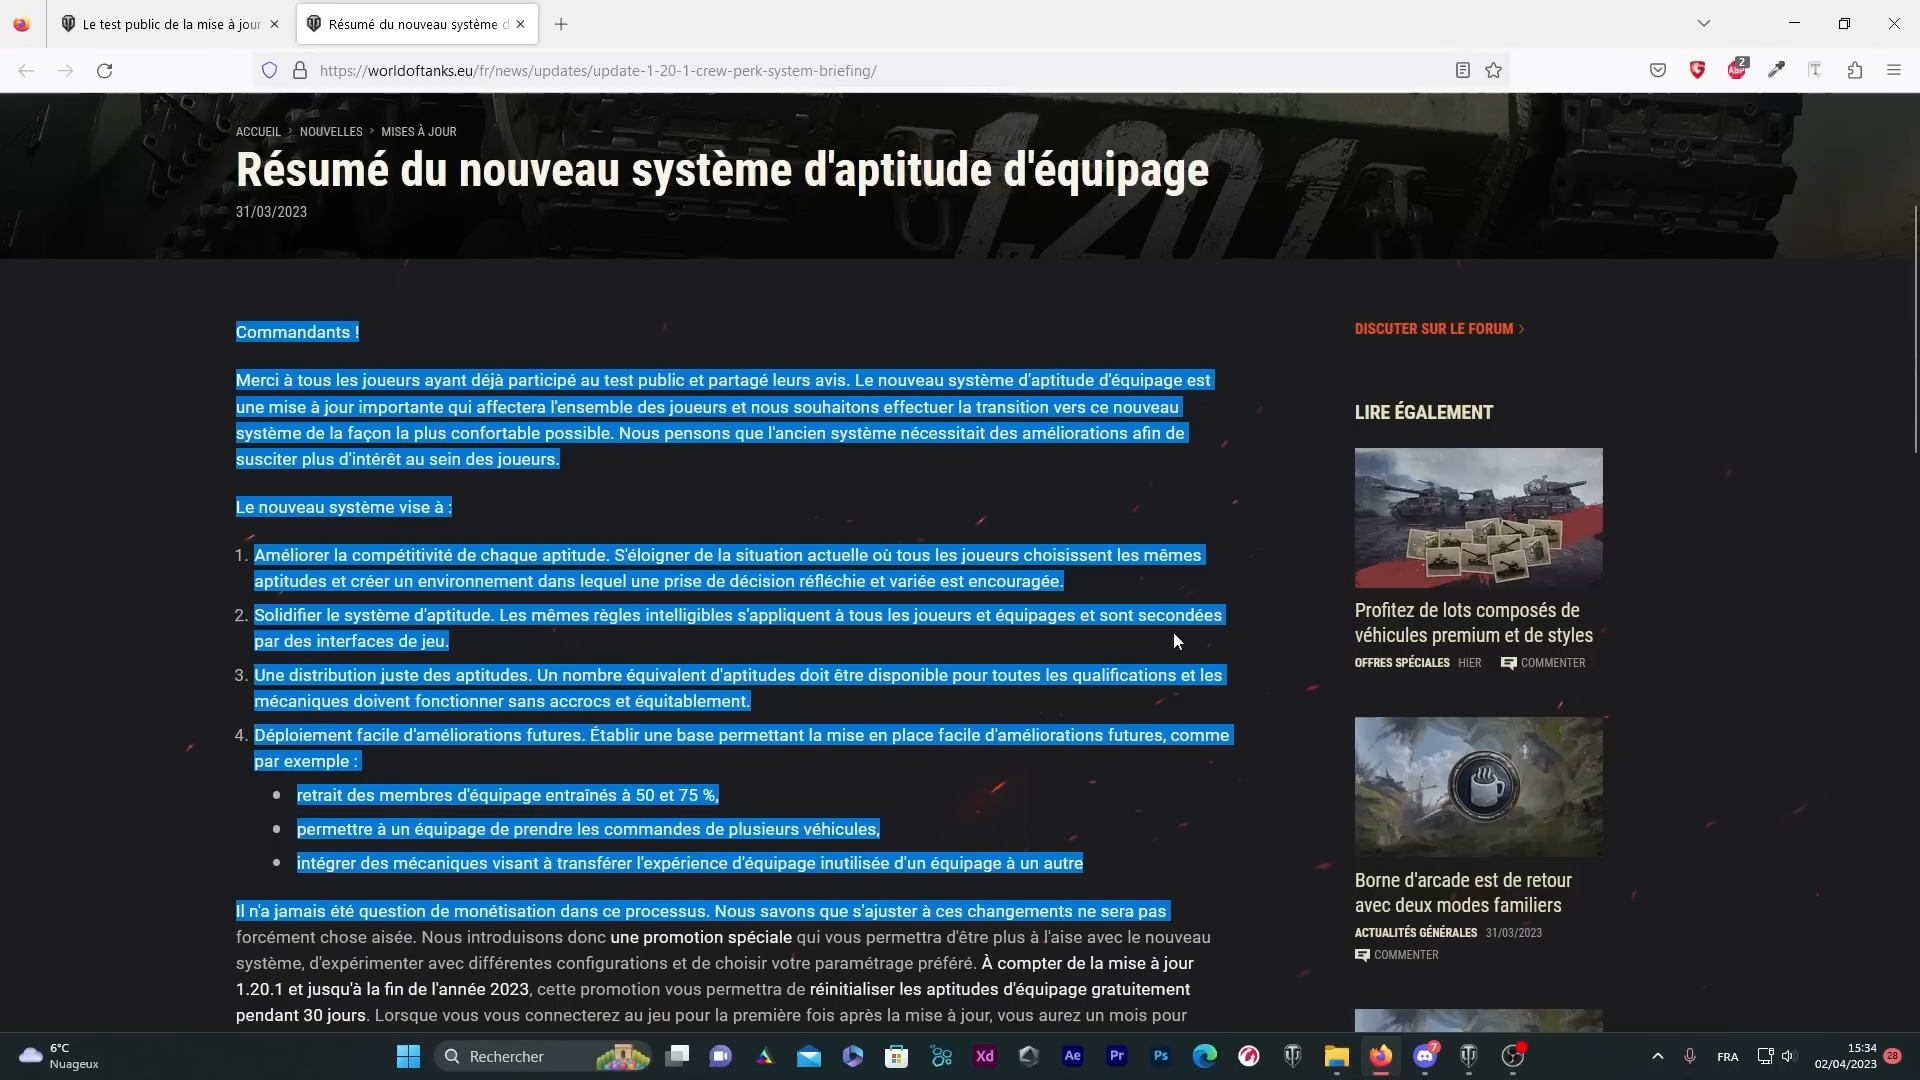 Le test public de la mise à jour
Résumé du nouveau système d
https://worldoftanks.eu/fr/news/updates/update-1-20-1-crew-perk-system-briefing/
2
ACCUEIL > NOUVELLES > MISES À JOUR
Résumé du nouveau système d'aptitude d'équipage
31/03/2023
1.20.1
Commandants !
Merci à tous les joueurs ayant déjà participé au test public et partagé leurs avis. Le nouveau système d'aptitude d'équipage est
une mise à jour importante qui affectera l'ensemble des joueurs et nous souhaitons effectuer la transition vers ce nouveau
système de la façon la plus confortable possible. Nous pensons que l'ancien système nécessitait des améliorations afin de
susciter plus d'intérêt au sein des joueurs.
Le nouveau système vise à :
1. Améliorer la compétitivité de chaque aptitude. S'éloigner de la situation actuelle où tous les joueurs choisissent les mêmes
aptitudes et créer un environnement dans lequel une prise de décision réfléchie et variée est encouragée.
2. Solidifier le système d'aptitude. Les mêmes règles intelligibles s'appliquent à tous les joueurs et équipages et sont secondées
par des interfaces de jeu.
3. Une distribution juste des aptitudes. Un nombre équivalent d'aptitudes doit être disponible pour toutes les qualifications et les
mécaniques doivent fonctionner sans accrocs et équitablement.
4. Déploiement facile d'améliorations futures. Établir une base permettant la mise en place facile d'améliorations futures, comme
par exemple :
• retrait des membres d'équipage entraînés à 50 et 75 %,
• permettre à un équipage de prendre les commandes de plusieurs véhicules,
• intégrer des mécaniques visant à transférer l'expérience d'équipage inutilisée d'un équipage à un autre
Il n'a jamais été question de monétisation dans ce processus. Nous savons que s'ajuster à ces changements ne sera pas
forcément chose aisée. Nous introduisons donc une promotion spéciale qui vous permettra d'être plus à l'aise avec le nouveau
système, d'expérimenter avec différentes configurations et de choisir votre paramétrage préféré. À compter de la mise à jour
1.20.1 et jusqu'à la fin de l'année 2023, cette promotion vous permettra de réinitialiser les aptitudes d'équipage gratuitement
pendant 30 jours. Lorsque vous vous connecterez au jeu pour la première fois après la mise à jour, vous aurez un mois pour
DISCUTER SUR LE FORUM >
LIRE ÉGALEMENT
Profitez de lots composés de
véhicules premium et de styles
OFFRES SPÉCIALES HIER COMMENTER
Borne d'arcade est de retour
avec deux modes familiers
ACTUALITÉS GÉNÉRALES 31/03/2023
COMMENTER
6°C
Nuageux
Rechercher
Xd
Ae
Pr
Ps
7
FRA
15:34
02/04/2023
28